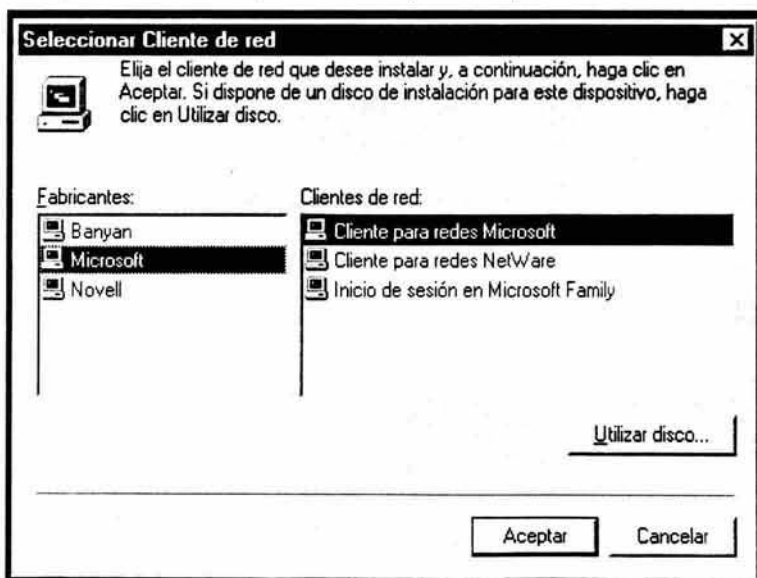 Seleccionar Cliente de red
Elija el cliente de red que desee instalar y, a continuación, haga clic en
Aceptar. Si dispone de un disco de instalación para este dispositivo, haga
clic en Utilizar disco.
Fabricantes:
Banyan
Microsoft
Novell
Clientes de red:
Cliente para redes Microsoft
Cliente para redes NetWare
Inicio de sesión en Microsoft Family
Utilizar disco...
Aceptar
Cancelar